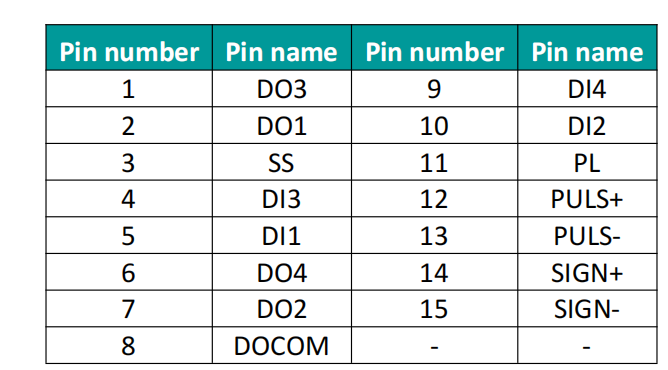 Pin number Pin name Pin number Pin name
1 DO3 9 DI4
2 DO1 10 DI2
3 SS 11 PL
4 DI3 12 PULS+
5 DI1 13 PULS-
6 DO4 14 SIGN+
7 DO2 15 SIGN-
8 DOCOM - -